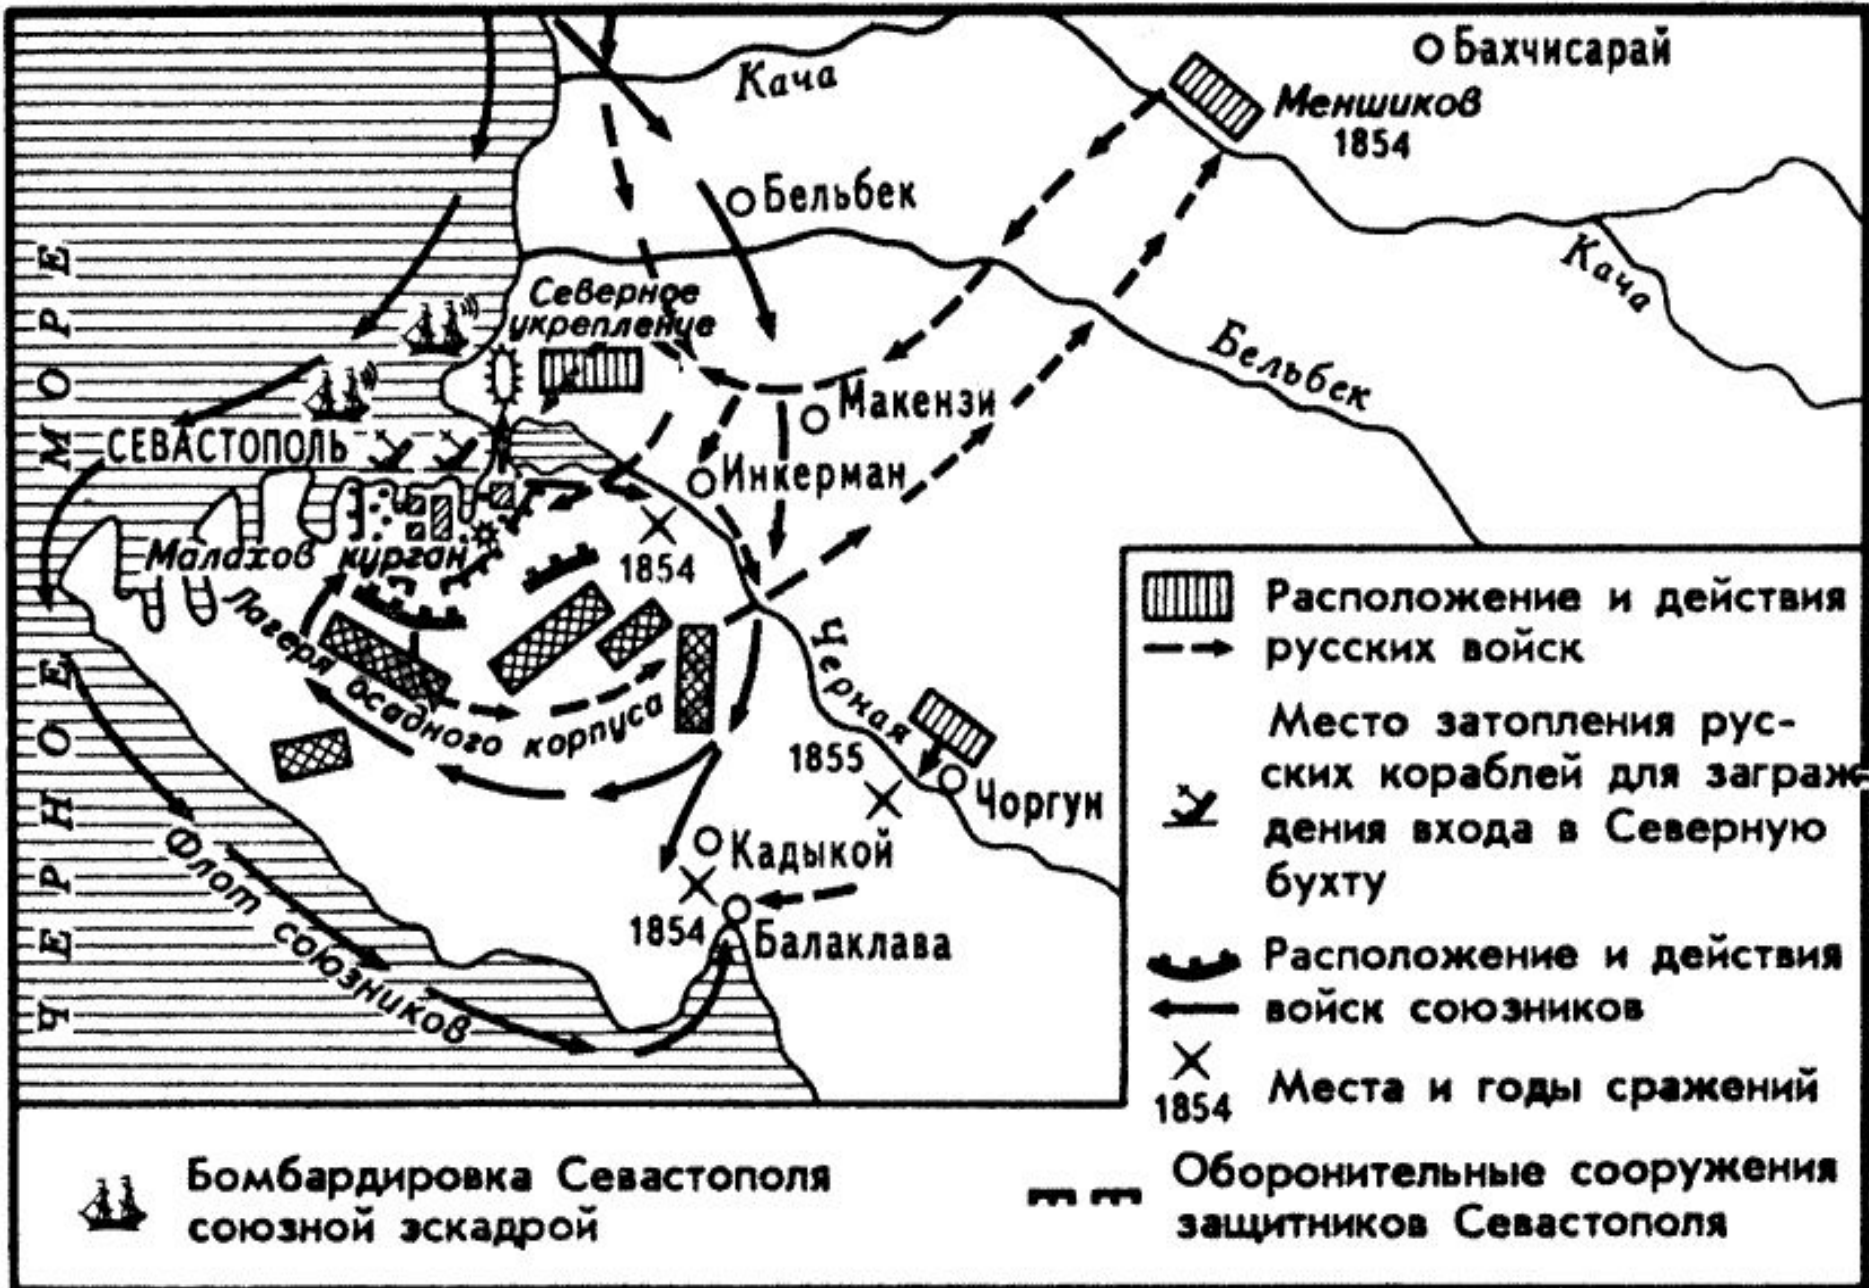 Бахчисарай
Кача
Меншиков
1854
Бельбек
Кача
Северное
укрепление
Бельбек
Макензи
СЕВАСТОПОЛЬ
Инкерман
Малахов курган
1854
Лагеря осадного корпуса
Черная
1855
Чоргун
Кадыкой
1854
Балаклава
Флот союзников
ЧЕРНОЕ МОРЕ
Расположение и действия
русских войск
Место затопления рус-
ских кораблей для заграж-
дения входа в Северную
бухту
Расположение и действия
войск союзников
1854
Места и годы сражений
Бомбардировка Севастополя
союзной эскадрой
Оборонительные сооружения
защитников Севастополя